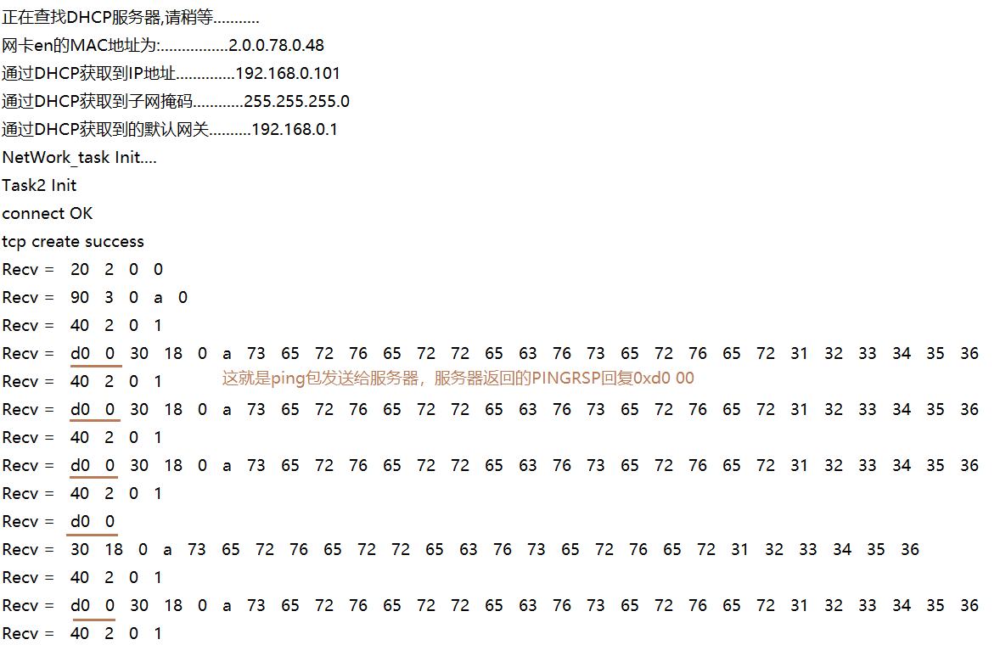 正在查找DHCP服务器,请稍等...........
网卡en的MAC地址为:................2.0.0.78.0.48
通过DHCP获取到IP地址..............192.168.0.101
通过DHCP获取到子网掩码............255.255.255.0
通过DHCP获取到的默认网关..........192.168.0.1
NetWork_task Init....
Task2 Init
connect OK
tcp create success
Recv = 20 2 0 0
Recv = 90 3 0 a 0
Recv = 40 2 0 1
Recv = d0 0 30 18 0 a 73 65 72 76 65 72 72 65 63 76 73 65 72 76 65 72 31 32 33 34 35 36
Recv = 40 2 0 1 这就是ping包发送给服务器，服务器返回的PINGRSP回复0xd0 00
Recv = d0 0 30 18 0 a 73 65 72 76 65 72 72 65 63 76 73 65 72 76 65 72 31 32 33 34 35 36
Recv = 40 2 0 1
Recv = d0 0 30 18 0 a 73 65 72 76 65 72 72 65 63 76 73 65 72 76 65 72 31 32 33 34 35 36
Recv = 40 2 0 1
Recv = d0 0
Recv = 30 18 0 a 73 65 72 76 65 72 72 65 63 76 73 65 72 76 65 72 31 32 33 34 35 36
Recv = 40 2 0 1
Recv = d0 0 30 18 0 a 73 65 72 76 65 72 72 65 63 76 73 65 72 76 65 72 31 32 33 34 35 36
Recv = 40 2 0 1